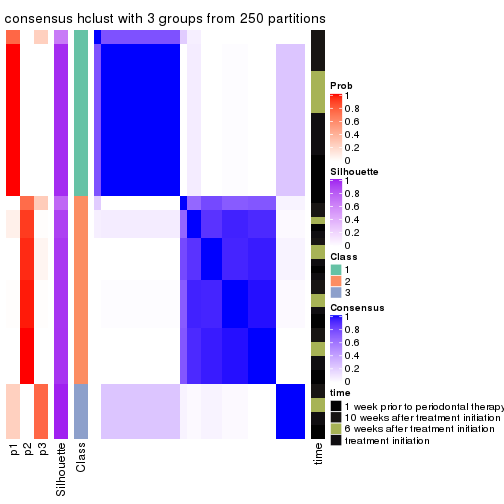 consensus hclust with 3 groups from 250 partitions
Prob
1
0.8
0.6
0.4
0.2
0
Silhouette
1
0.8
0.6
0.4
0.2
0
Class
1
2
3
Consensus
1
0.8
0.6
0.4
0.2
0
time
1 week prior to periodontal therapy
10 weeks after treatment initiation
6 weeks after treatment initiation
treatment initiation
p1
p2
p3
Silhouette
Class
time